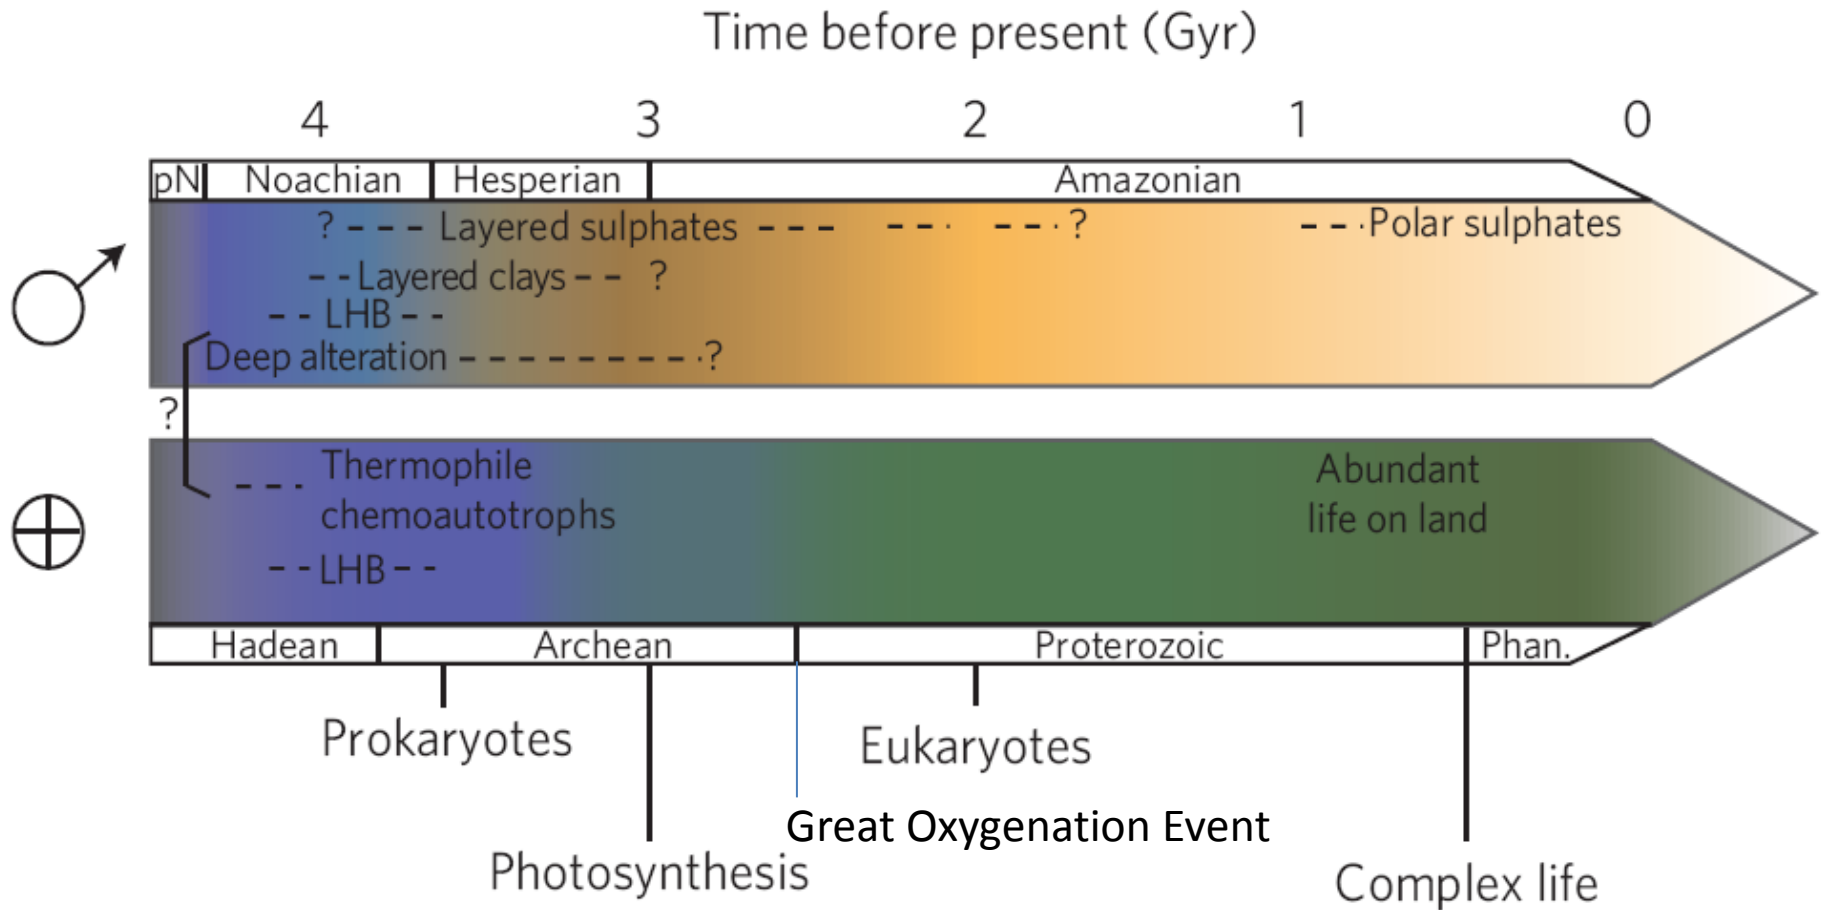 Time before present (Gyr)
4 3 2 1 0
pN Noachian Hesperian Amazonian
? - - - Layered sulphates - - - - - · - - ·? - - ·Polar sulphates
- - Layered clays - - ?
- - LHB - -
Deep alteration - - - - - - - - ·?
?
Thermophile
- - · chemoautotrophs
Abundant
life on land
- - LHB - -
Hadean Archean Proterozoic Phan.
Prokaryotes
Eukaryotes
Great Oxygenation Event
Photosynthesis
Complex life